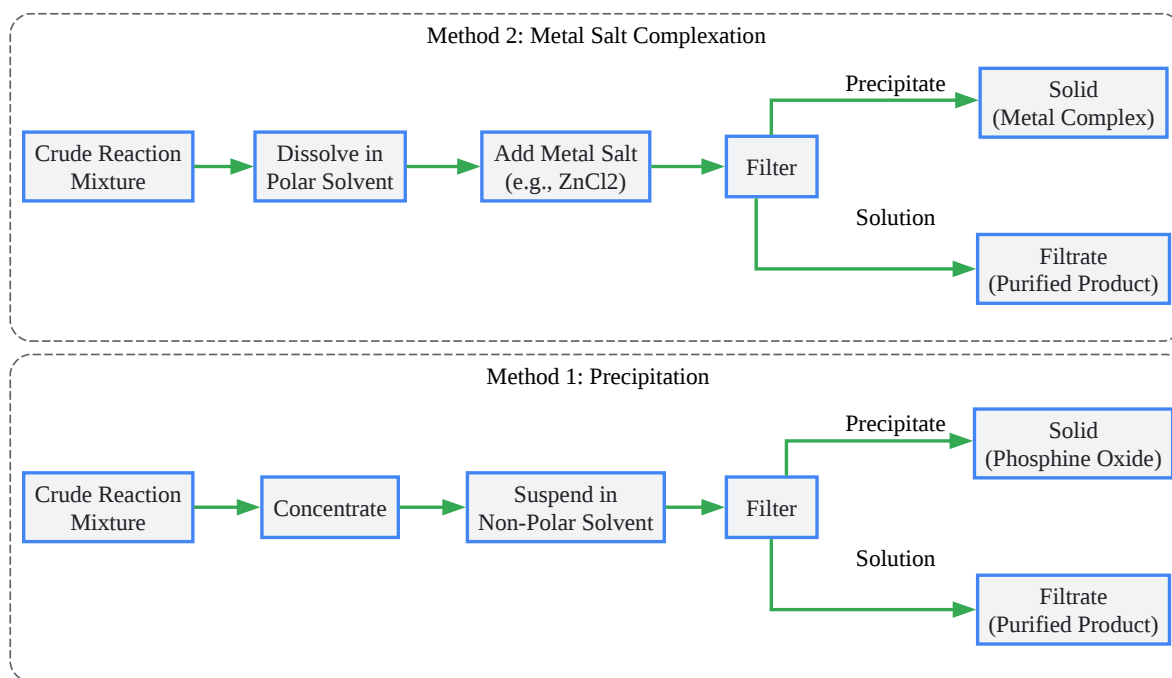 Method 2: Metal Salt Complexation
Crude Reaction
Mixture
Dissolve in
Polar Solvent
Add Metal Salt
(e.g., ZnCl2)
Filter
Precipitate
Solid
(Metal Complex)
Solution
Filtrate
(Purified Product)
Method 1: Precipitation
Crude Reaction
Mixture
Concentrate
Suspend in
Non-Polar Solvent
Filter
Precipitate
Solid
(Phosphine Oxide)
Solution
Filtrate
(Purified Product)